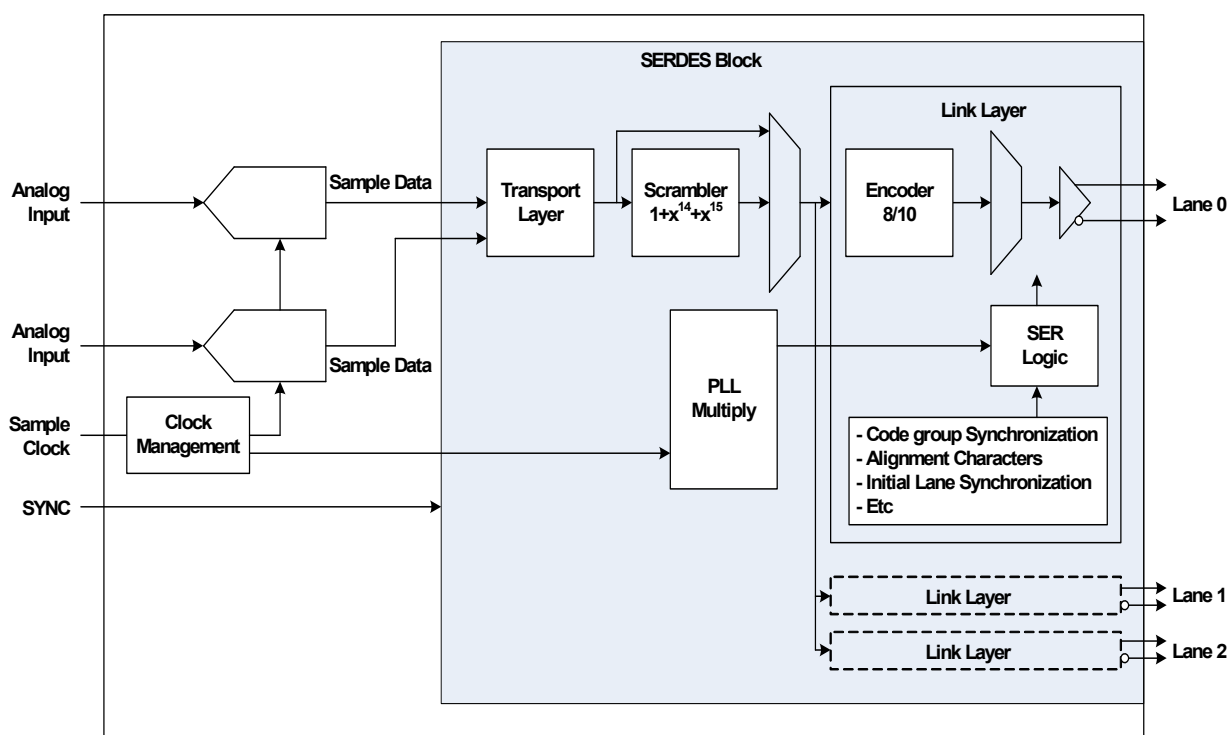 SERDES Block
Link Layer
Analog
Input
Sample Data
Transport
Layer
Scrambler
1+x^14+x^15
Encoder
8/10
Lane 0
Analog
Input
Sample Data
PLL
Multiply
SER
Logic
Sample
Clock
Clock
Management
- Code group Synchronization
- Alignment Characters
- Initial Lane Synchronization
- Etc
SYNC
Link Layer
Lane 1
Link Layer
Lane 2